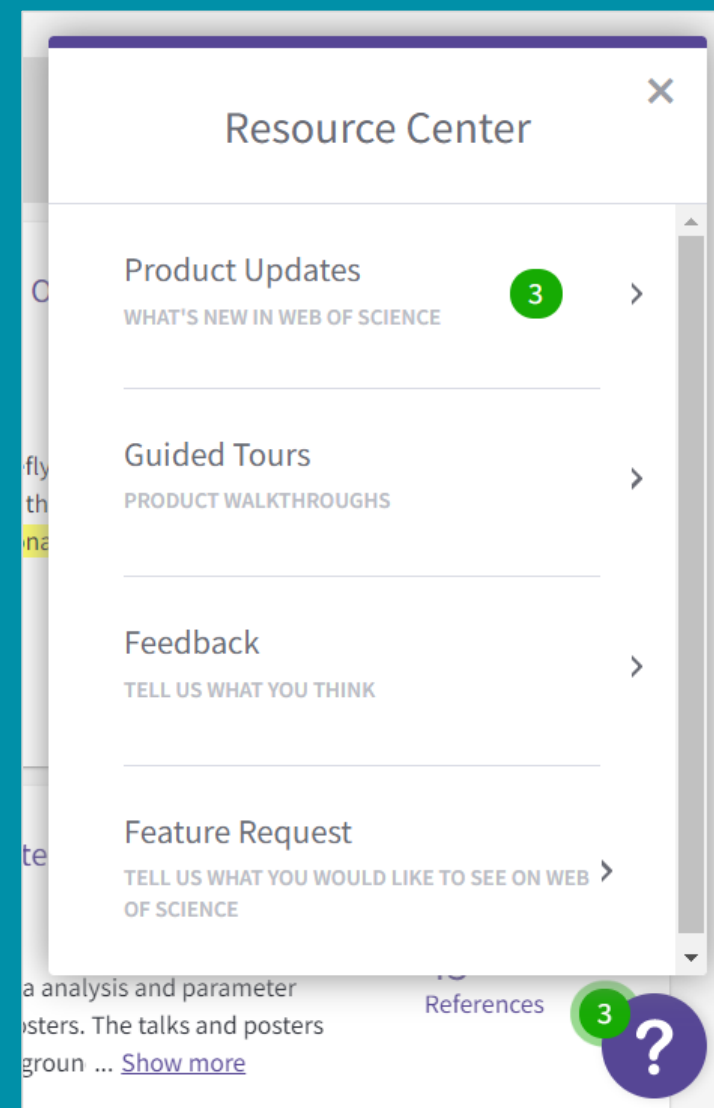 Resource Center
Product Updates
WHAT'S NEW IN WEB OF SCIENCE
3
Guided Tours
PRODUCT WALKTHROUGHS
Feedback
TELL US WHAT YOU THINK
Feature Request
TELL US WHAT YOU WOULD LIKE TO SEE ON WEB
OF SCIENCE
a analysis and parameter
References
3
?
osters. The talks and posters
groun ... Show more